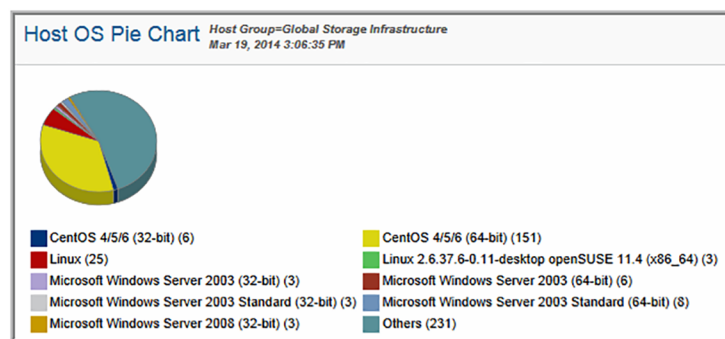 Host OS Pie Chart Host Group=Global Storage Infrastructure
Mar 19, 2014 3:06:35 PM
CentOS 4/5/6 (32-bit) (6) CentOS 4/5/6 (64-bit) (151)
Linux (25) Linux 2.6.37.6-0.11-desktop openSUSE 11.4 (x86_64) (3)
Microsoft Windows Server 2003 (32-bit) (3) Microsoft Windows Server 2003 (64-bit) (6)
Microsoft Windows Server 2003 Standard (32-bit) (3) Microsoft Windows Server 2003 Standard (64-bit) (8)
Microsoft Windows Server 2008 (32-bit) (3) Others (231)